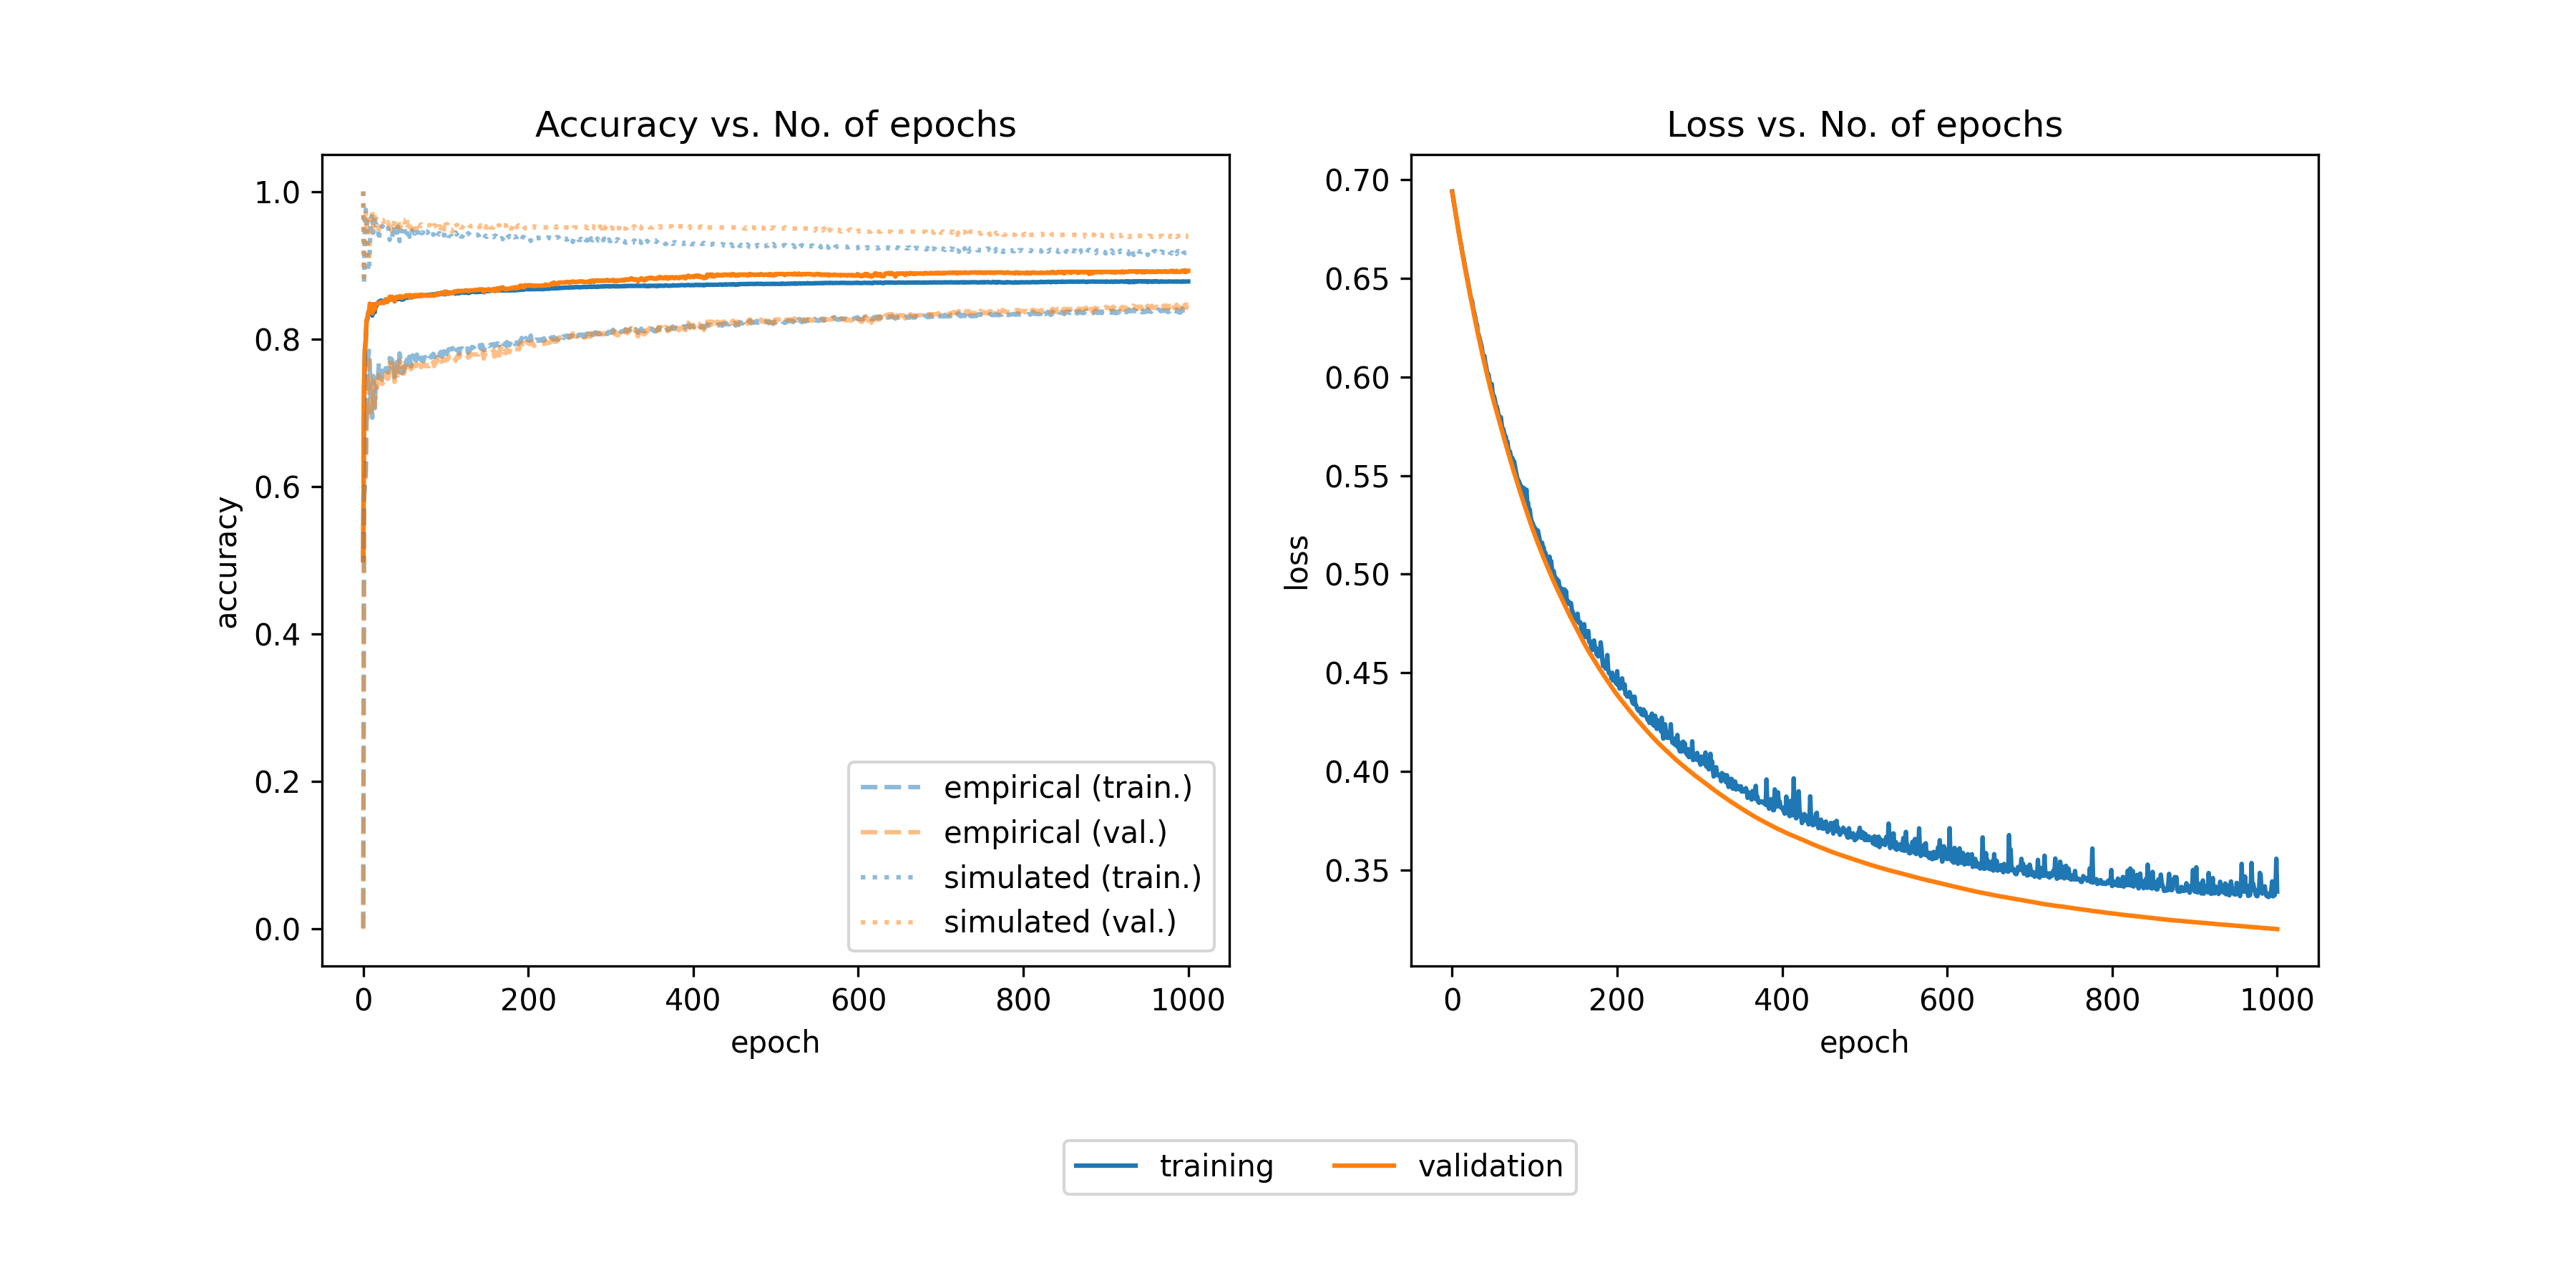 Accuracy vs. No. of epochs
1.0
0.8
0.6
0.4
0.2
0.0
accuracy
0 200 400 600 800 1000
epoch
empirical (train.)
empirical (val.)
simulated (train.)
simulated (val.)
Loss vs. No. of epochs
0.70
0.65
0.60
0.55
0.50
0.45
0.40
0.35
loss
0 200 400 600 800 1000
epoch
training validation